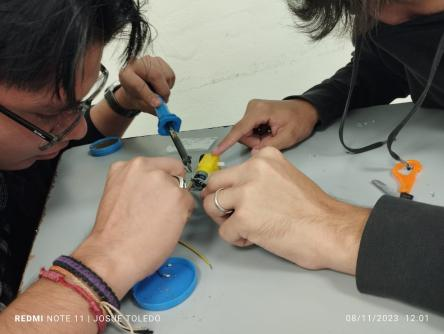 REDMI NOTE 11 | JOSUE TOLEDO
08/11/2023 12:01